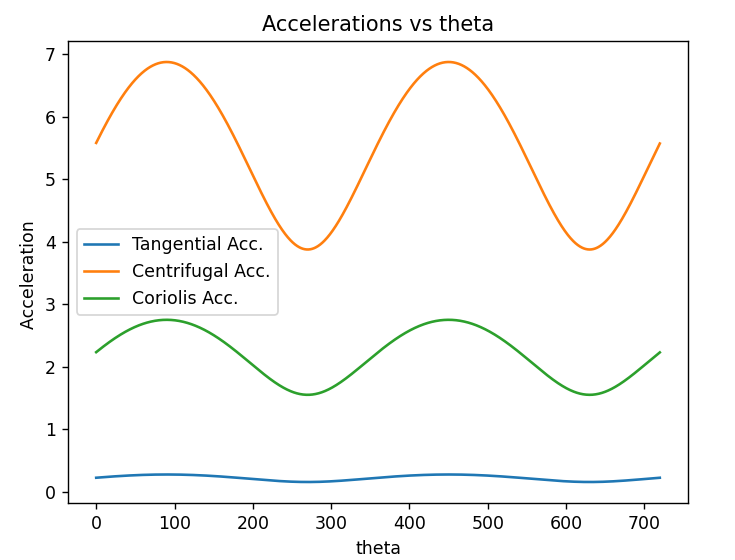 Accelerations vs theta
7
6
5
4
3
2
1
0
Acceleration
Tangential Acc.
Centrifugal Acc.
Coriolis Acc.
0 100 200 300 400 500 600 700
theta